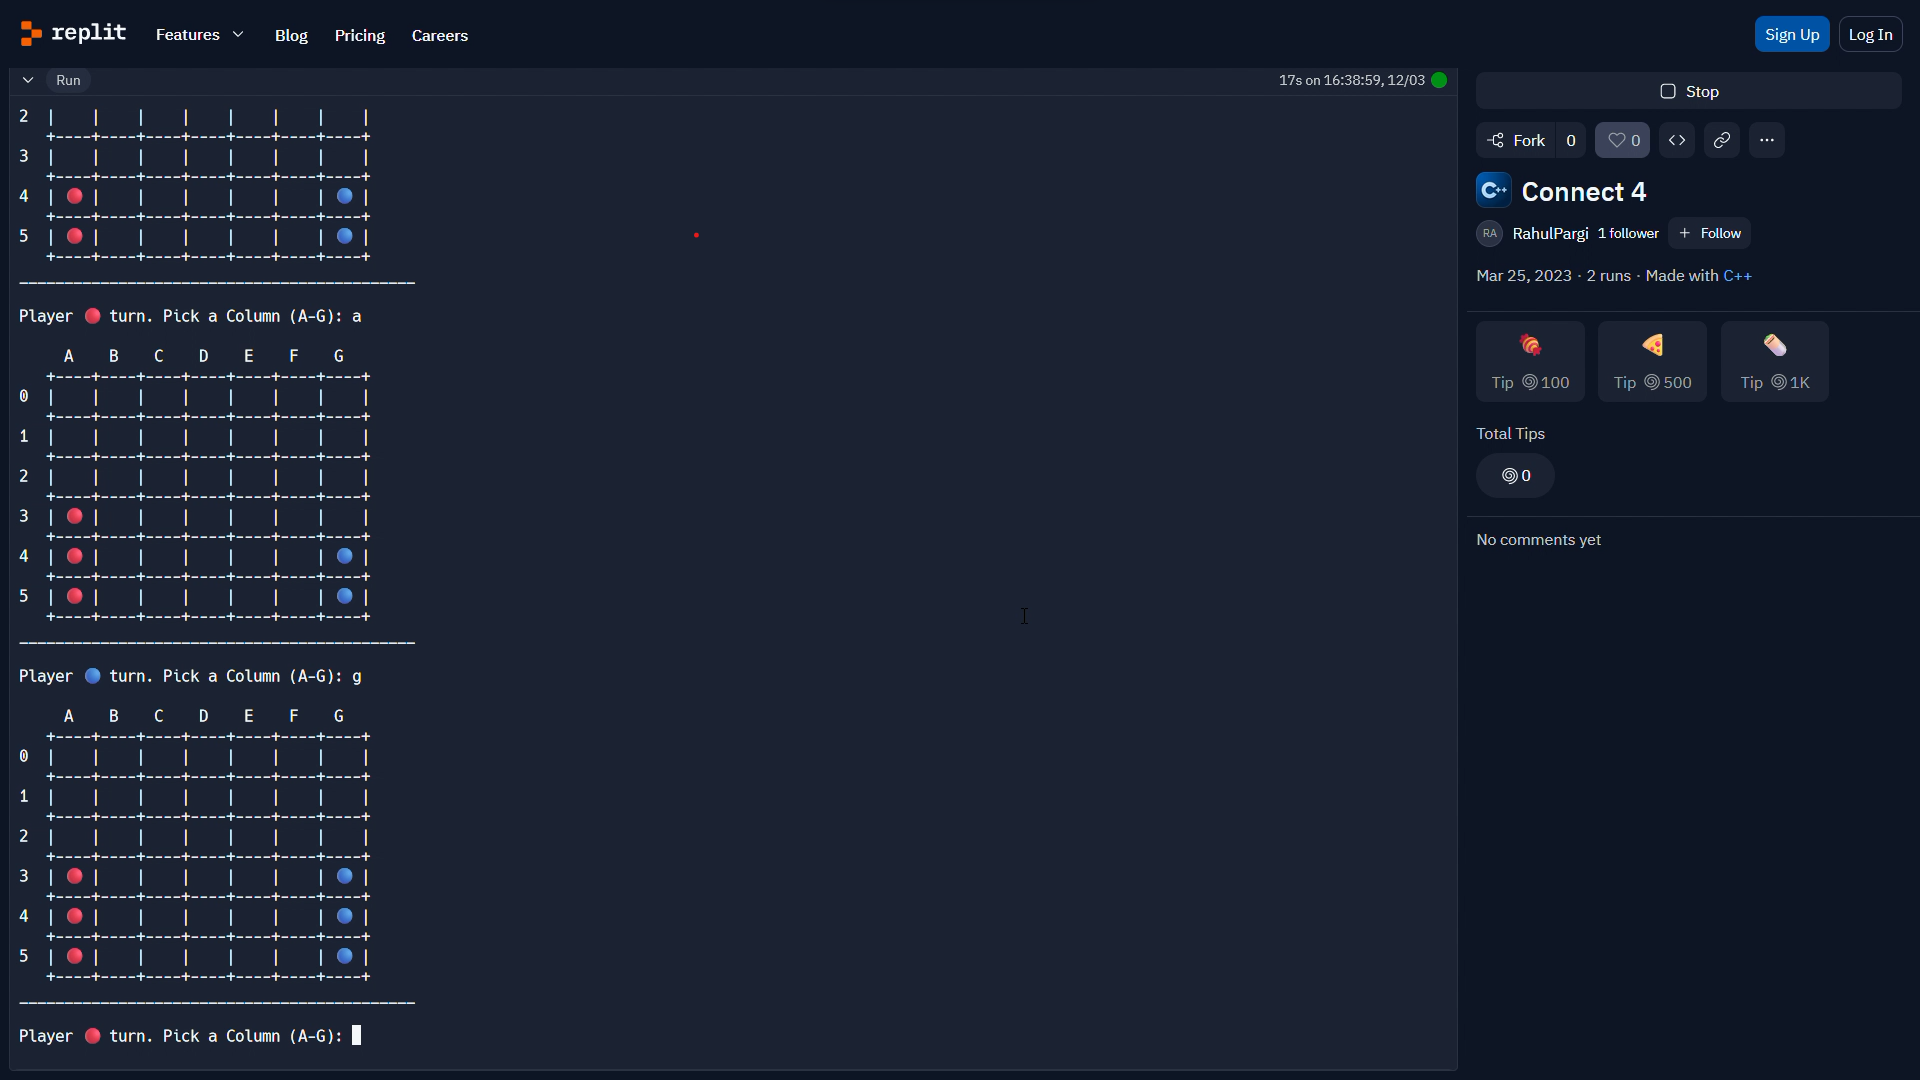 replit
Features
Blog
Pricing
Careers
Sign Up
Log In
Run
17s on 16:38:59, 12/03
2  |    |    |    |    |    |    |    |
   +----+----+----+----+----+----+----+
3  |    |    |    |    |    |    |    |
   +----+----+----+----+----+----+----+
4  | 🔴 |    |    |    |    |    | 🔵 |
   +----+----+----+----+----+----+----+
5  | 🔴 |    |    |    |    |    | 🔵 |
   +----+----+----+----+----+----+----+
____________________________________________
Player 🔴 turn. Pick a Column (A-G): a
     A    B    C    D    E    F    G
   +----+----+----+----+----+----+----+
0  |    |    |    |    |    |    |    |
   +----+----+----+----+----+----+----+
1  |    |    |    |    |    |    |    |
   +----+----+----+----+----+----+----+
2  |    |    |    |    |    |    |    |
   +----+----+----+----+----+----+----+
3  | 🔴 |    |    |    |    |    |    |
   +----+----+----+----+----+----+----+
4  | 🔴 |    |    |    |    |    | 🔵 |
   +----+----+----+----+----+----+----+
5  | 🔴 |    |    |    |    |    | 🔵 |
   +----+----+----+----+----+----+----+
____________________________________________
Player 🔵 turn. Pick a Column (A-G): g
     A    B    C    D    E    F    G
   +----+----+----+----+----+----+----+
0  |    |    |    |    |    |    |    |
   +----+----+----+----+----+----+----+
1  |    |    |    |    |    |    |    |
   +----+----+----+----+----+----+----+
2  |    |    |    |    |    |    |    |
   +----+----+----+----+----+----+----+
3  | 🔴 |    |    |    |    |    | 🔵 |
   +----+----+----+----+----+----+----+
4  | 🔴 |    |    |    |    |    | 🔵 |
   +----+----+----+----+----+----+----+
5  | 🔴 |    |    |    |    |    | 🔵 |
   +----+----+----+----+----+----+----+
____________________________________________
Player 🔴 turn. Pick a Column (A-G):
Stop
Fork 0
0
C++ Connect 4
RA RahulPargi 1 follower + Follow
Mar 25, 2023 · 2 runs · Made with C++
Tip 100
Tip 500
Tip 1K
Total Tips
0
No comments yet